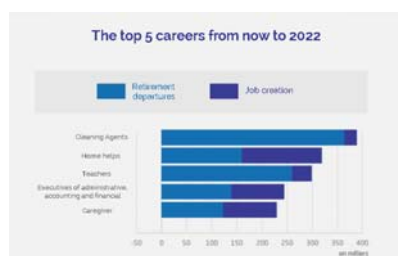 The top 5 careers from now to 2022
Retirement
departures
Job creation
Cleaning Agents
Home helps
Teachers
Executives of administrative,
accounting and financial
Caregiver
-50 0 50 100 150 200 250 300 350 400
en milliers